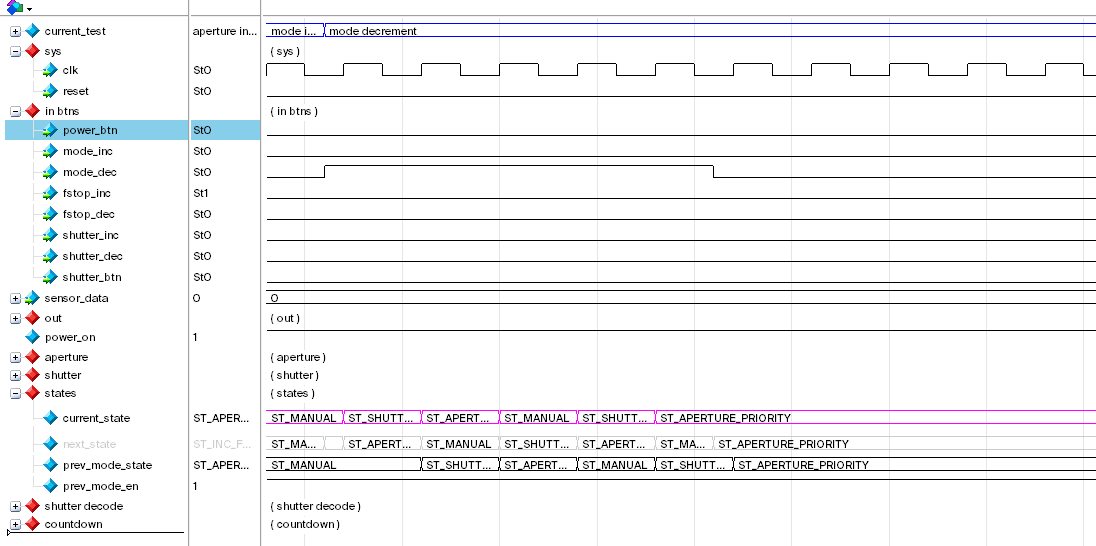 current_test aperture in... mode i... mode decrement
sys ( sys )
clk St0
reset St0
in btns ( in btns )
power_btn St0
mode_inc St0
mode_dec St0
fstop_inc St1
fstop_dec St0
shutter_inc St0
shutter_dec St0
shutter_btn St0
sensor_data 0 0
out ( out )
power_on 1
aperture ( aperture )
shutter ( shutter )
states ( states )
current_state ST_APER... ST_MANUAL ST_SHUTT... ST_APERT... ST_MANUAL ST_SHUTT... ST_APERTURE_PRIORITY
next_state ST_INC_F... ST_MA... ST_APERT... ST_MANUAL ST_SHUTT... ST_APERT... ST_MA... ST_APERTURE_PRIORITY
prev_mode_state ST_APER... ST_MANUAL ST_SHUTT... ST_APERT... ST_MANUAL ST_SHUTT... ST_APERTURE_PRIORITY
prev_mode_en 1
shutter decode ( shutter decode )
countdown ( countdown )